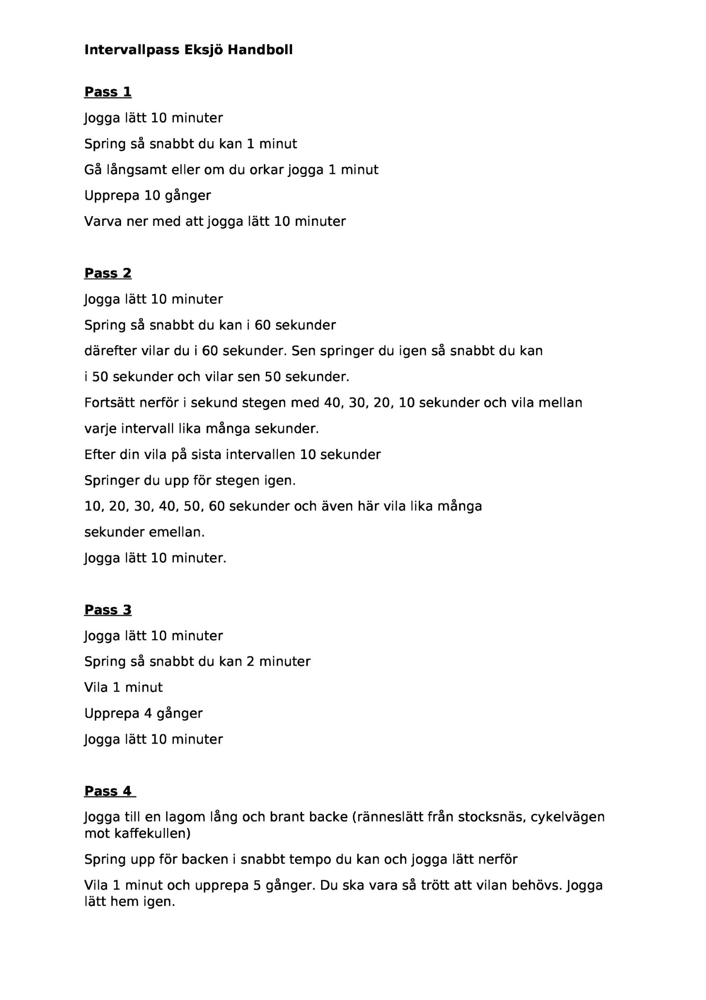 Intervallpass Eksjö Handboll
Pass 1
Jogga lätt 10 minuter
Spring så snabbt du kan 1 minut
Gå långsamt eller om du orkar jogga 1 minut
Upprepa 10 gånger
Varva ner med att jogga lätt 10 minuter
Pass 2
Jogga lätt 10 minuter
Spring så snabbt du kan i 60 sekunder
därefter vilar du i 60 sekunder. Sen springer du igen så snabbt du kan
i 50 sekunder och vilar sen 50 sekunder.
Fortsätt nerför i sekund stegen med 40, 30, 20, 10 sekunder och vila mellan
varje intervall lika många sekunder.
Efter din vila på sista intervallen 10 sekunder
Springer du upp för stegen igen.
10, 20, 30, 40, 50, 60 sekunder och även här vila lika många
sekunder emellan.
Jogga lätt 10 minuter.
Pass 3
Jogga lätt 10 minuter
Spring så snabbt du kan 2 minuter
Vila 1 minut
Upprepa 4 gånger
Jogga lätt 10 minuter
Pass 4
Jogga till en lagom lång och brant backe (ränneslätt från stocksnäs, cykelvägen
mot kaffekullen)
Spring upp för backen i snabbt tempo du kan och jogga lätt nerför
Vila 1 minut och upprepa 5 gånger. Du ska vara så trött att vilan behövs. Jogga
lätt hem igen.